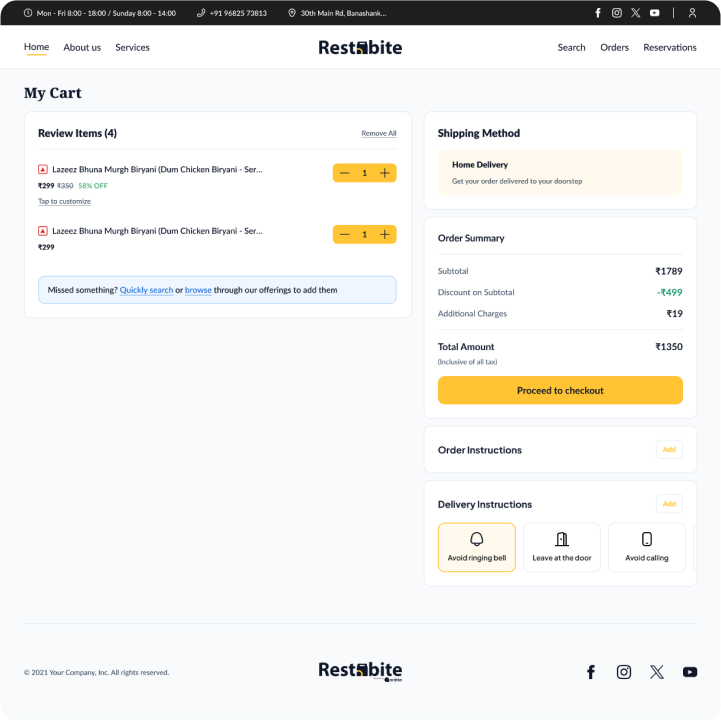 Mon - Fri 8:00 - 18:00 / Sunday 8:00 - 14:00
+91 96825 73813
30th Main Rd, Banashank...
Home
About us
Services
Restobite
Search
Orders
Reservations
My Cart
Review Items (4)
Remove All
Lazeez Bhuna Murgh Biryani (Dum Chicken Biryani - Ser...
1
₹299 ₹350 58% OFF
Tap to customize
Lazeez Bhuna Murgh Biryani (Dum Chicken Biryani - Ser...
1
₹299
Missed something? Quickly search or browse through our offerings to add them
Shipping Method
Home Delivery
Get your order delivered to your doorstep
Order Summary
Subtotal ₹1789
Discount on Subtotal -₹499
Additional Charges ₹19
Total Amount ₹1350
(Inclusive of all tax)
Proceed to checkout
Order Instructions
Add
Delivery Instructions
Add
Avoid ringing bell
Leave at the door
Avoid calling
© 2021 Your Company, Inc. All rights reserved.
Restobite